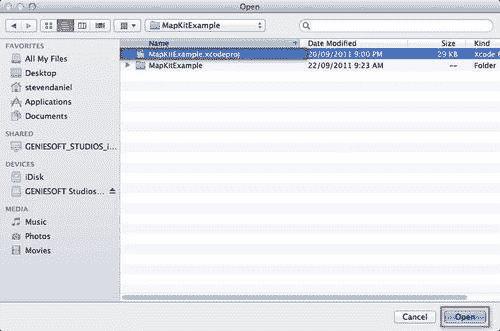 Open
MapKitExample
Name Date Modified Size Kind
FAVORITES
All My Files
Desktop
stevendaniel
Applications
Documents
SHARED
GENIESOFT_STUDIOS_i...
DEVICES
iDisk
GENIESOFT Studios...
MEDIA
Music
Photos
Movies
MapKitExample.xcodeproj 20/09/2011 9:00 PM 29 KB Xcode
MapKitExample 22/09/2011 9:23 AM -- Folder
Cancel Open